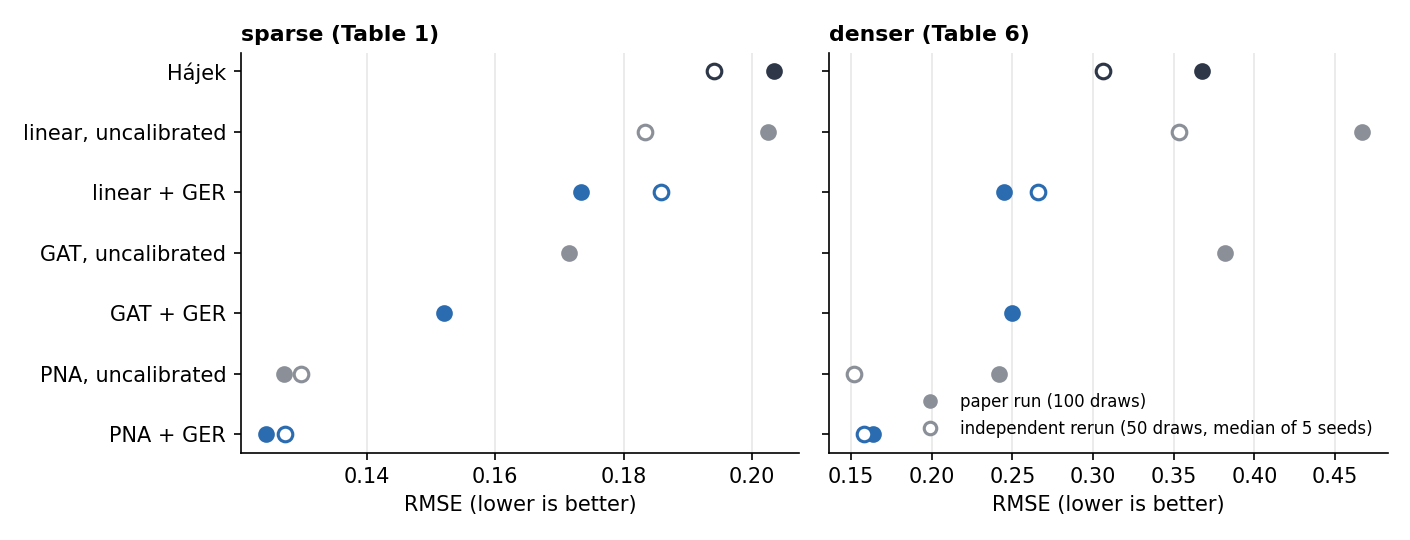 sparse (Table 1)
denser (Table 6)
Hájek
linear, uncalibrated
linear + GER
GAT, uncalibrated
GAT + GER
PNA, uncalibrated
PNA + GER
paper run (100 draws)
independent rerun (50 draws, median of 5 seeds)
0.14 0.16 0.18 0.20
0.15 0.20 0.25 0.30 0.35 0.40 0.45
RMSE (lower is better)
RMSE (lower is better)